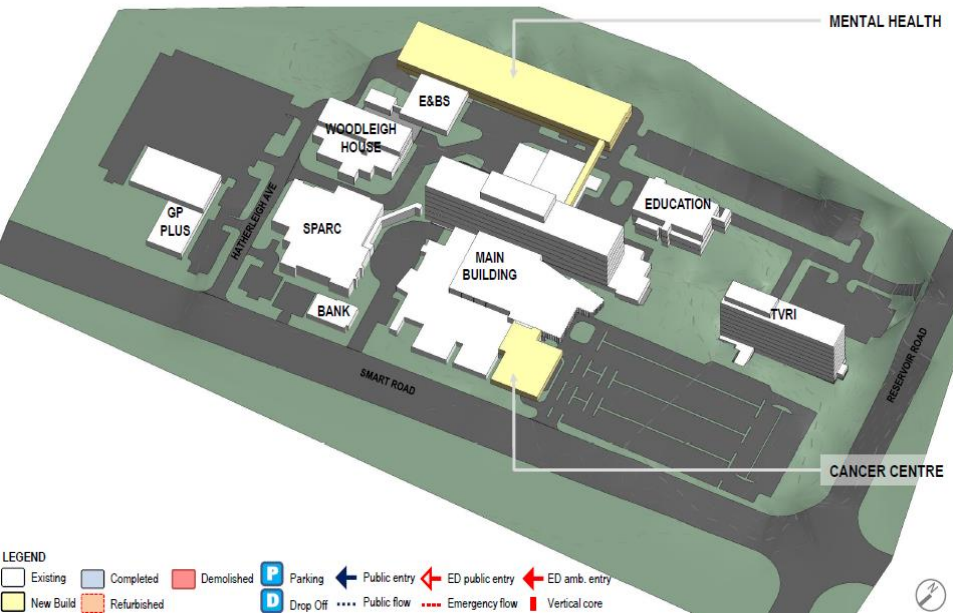 MENTAL HEALTH
E&BS
WOODLEIGH
HOUSE
GP
PLUS
HATHERLEIGH AVE
SPARC
EDUCATION
MAIN
BUILDING
BANK
TVRI
SMART ROAD
RESERVOIR ROAD
CANCER CENTRE
LEGEND
Existing
Completed
Demolished
P
Parking
Public entry
ED public entry
ED amb. entry
New Build
Refurbished
D
Drop Off
Public flow
Emergency flow
Vertical core
N